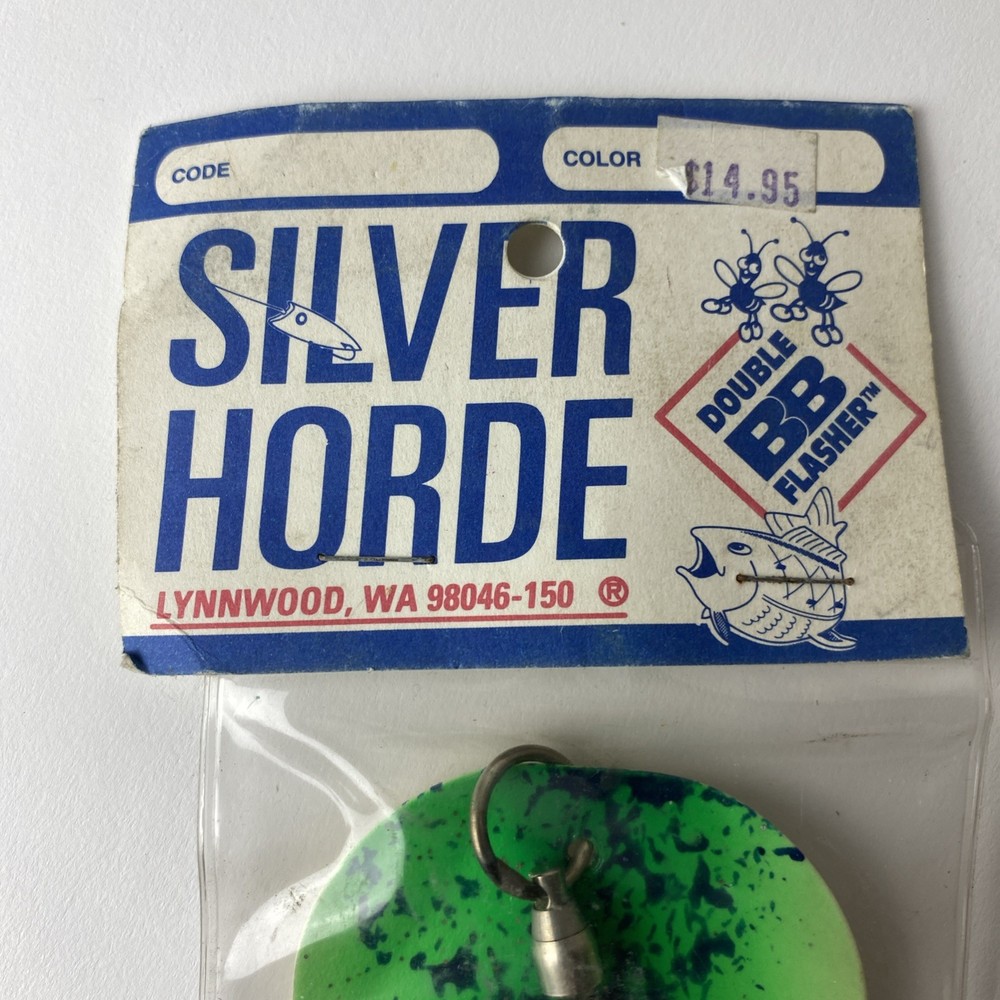 CODE
COLOR
$14.95
SILVER
HORDE
LYNNWOOD, WA 98046-150 ®
DOUBLE
BB
FLASHER™